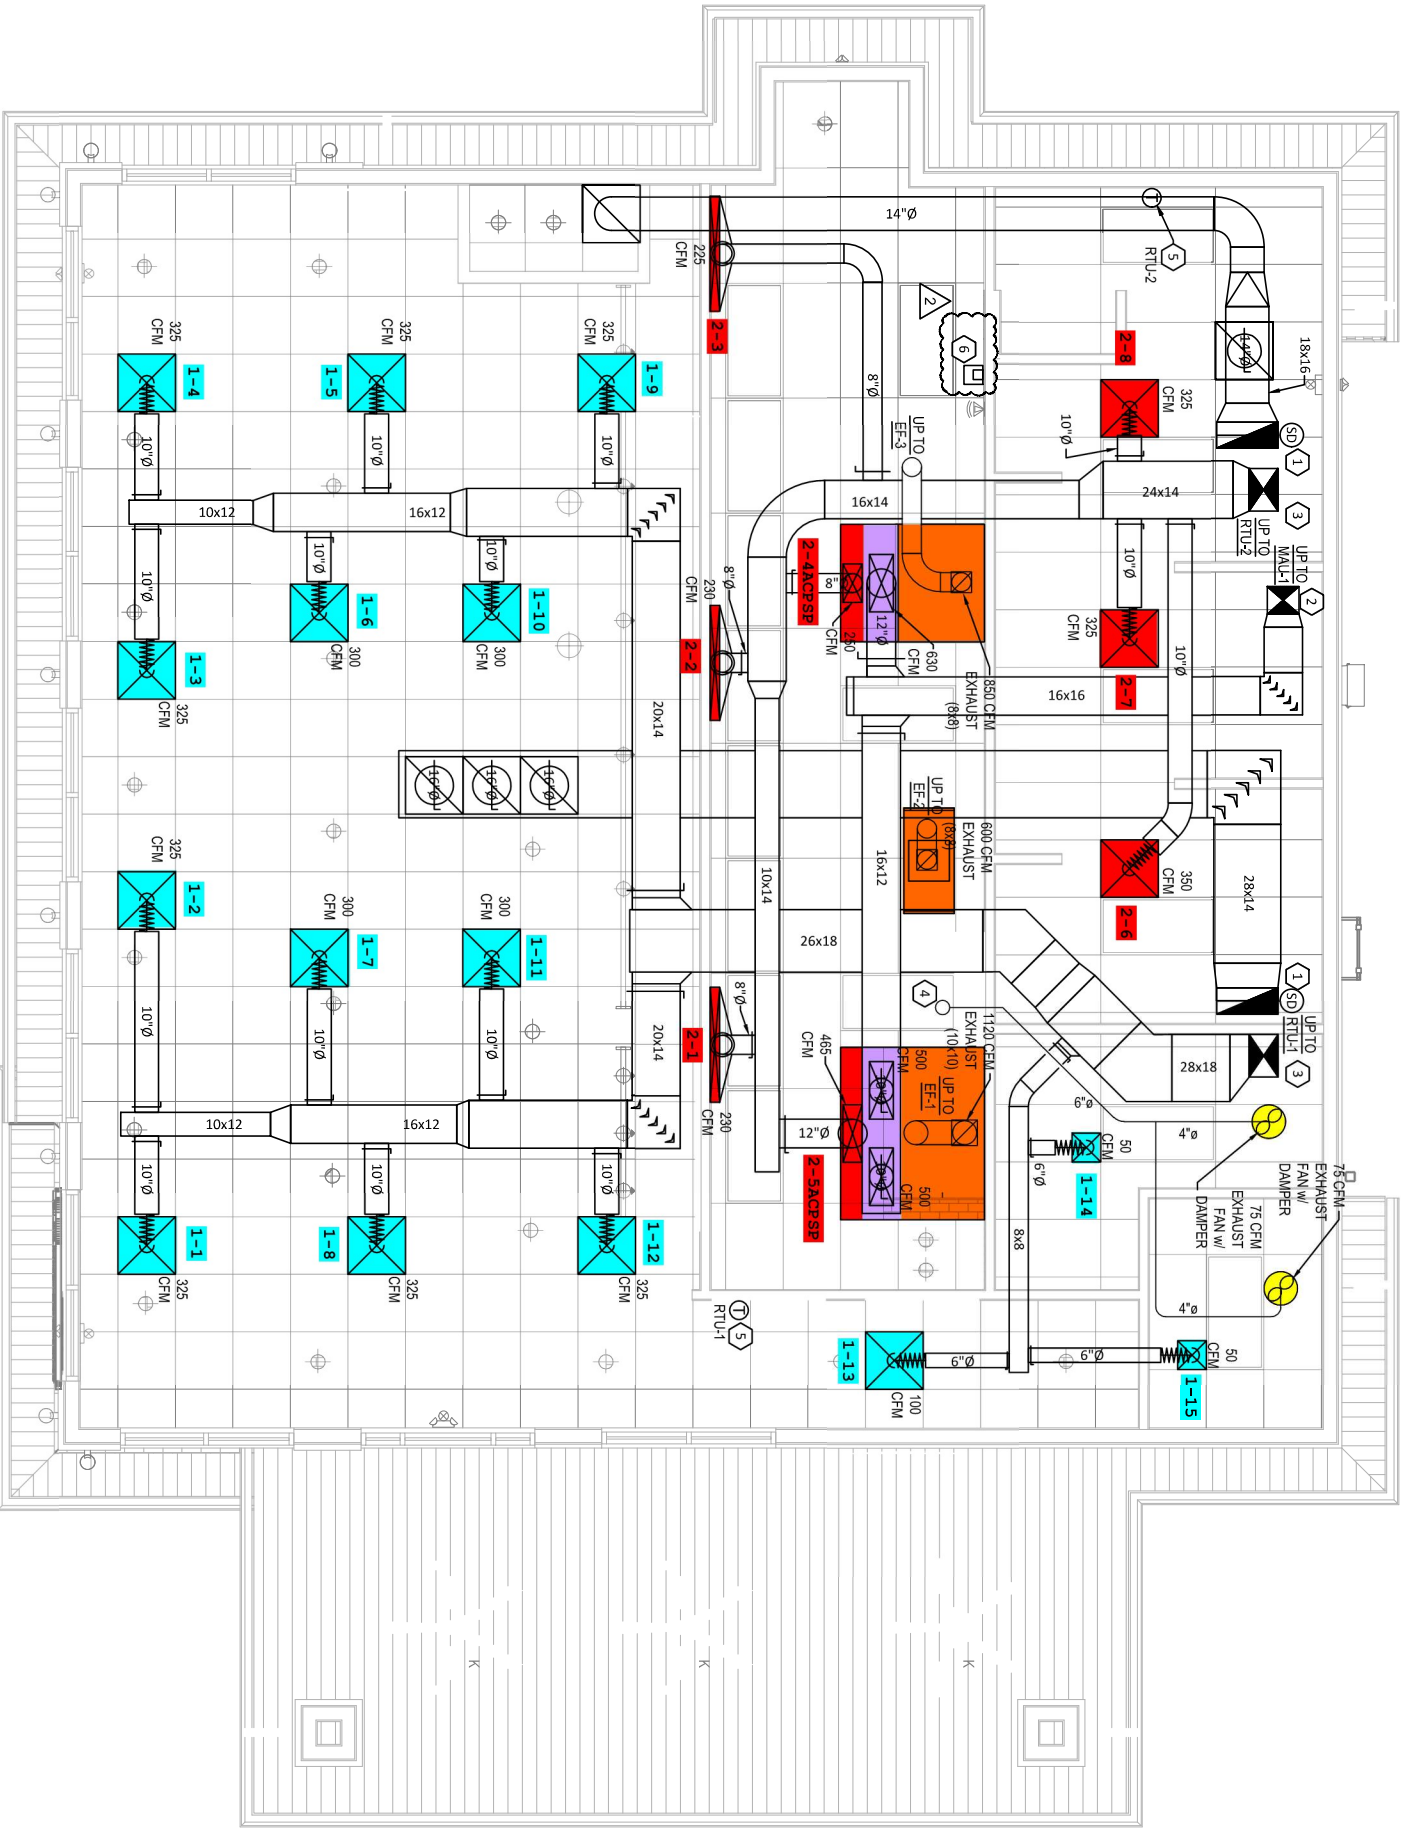 14"Ø
5
RTU-2
14"Ø
18x16
SD
1
225
CFM
2-3
2
6
8"Ø
2-8
325
CFM
10"Ø
325
CFM
1-4
325
CFM
1-5
325
CFM
1-9
10"Ø
10"Ø
10"Ø
UP TO
EF-3
16x14
24x14
3
UP TO
RTU-2
10x12
16x12
10"Ø
10"Ø
10"Ø
1-6
300
CFM
1-10
300
CFM
1-3
325
CFM
2-4ACPSP
8"
8"Ø
230
CFM
2-2
250
CFM
12"Ø
630
CFM
850 CFM
EXHAUST
(8x8)
10"Ø
325
CFM
2-7
10"Ø
UP TO
MAU-1
2
16x16
20x14
16"Ø
16"Ø
16"Ø
UP TO
EF-2
600 CFM
EXHAUST
(8x8)
10x14
16x12
350
CFM
2-6
28x14
325
CFM
1-2
300
CFM
1-7
300
CFM
1-11
10"Ø
10"Ø
10"Ø
26x18
4
1
SD
UP TO
RTU-1
3
20x14
2-1
8"Ø
230
CFM
465
CFM
500
CFM
UP TO
EF-1
1120 CFM
EXHAUST
(10x10)
28x18
6"ø
4"ø
10x12
16x12
12"Ø
2-5ACPSP
500
CFM
50
CFM
6"Ø
1-14
75 CFM
EXHAUST
FAN W/
DAMPER
75 CFM
EXHAUST
FAN W/
DAMPER
10"Ø
10"Ø
10"Ø
1-1
325
CFM
1-8
325
CFM
1-12
325
CFM
8x8
4"ø
T
5
RTU-1
1-13
100
CFM
6"Ø
6"Ø
50
CFM
1-15
K
K
K